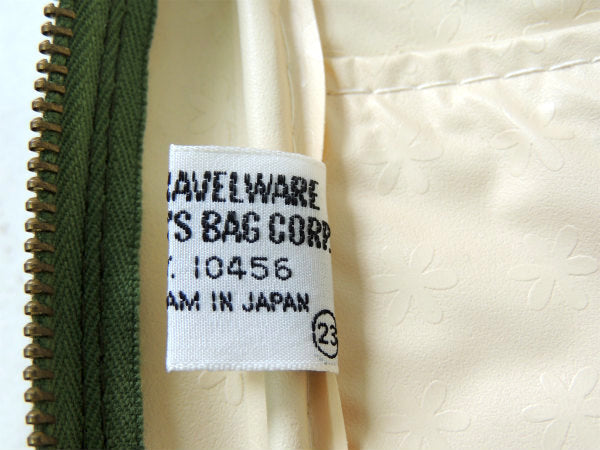 RAVELWARE
'S BAG CORP.
. 10456
AM IN JAPAN
23